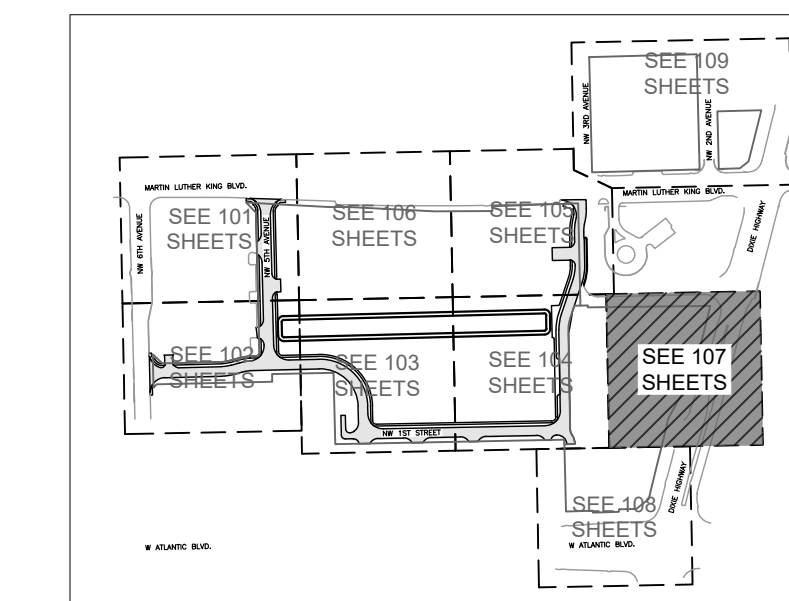 SEE 109
SHEETS
NW 3RD AVENUE
NW 2ND AVENUE
MARTIN LUTHER KING BLVD.
MARTIN LUTHER KING BLVD.
SEE 101
SHEETS
SEE 106
SHEETS
SEE 105
SHEETS
NW 6TH AVENUE
NW 5TH AVENUE
DIXIE HIGHWAY
SEE 102
SHEETS
SEE 103
SHEETS
SEE 104
SHEETS
SEE 107
SHEETS
NW 1ST STREET
DIXIE HIGHWAY
SEE 108
SHEETS
W ATLANTIC BLVD.
W ATLANTIC BLVD.